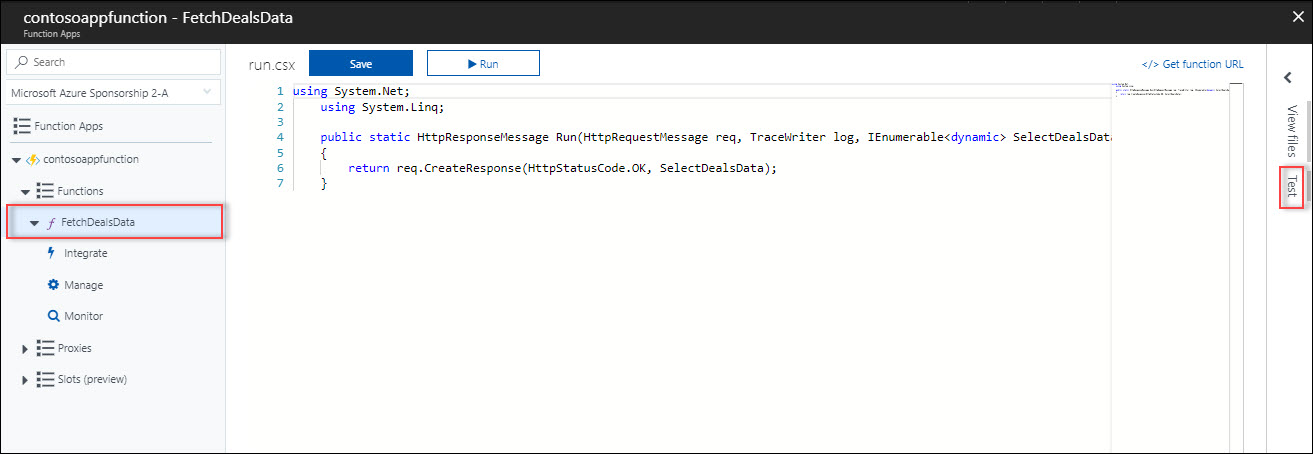 contosoappfunction - FetchDealsData
Function Apps
Search
Microsoft Azure Sponsorship 2-A
Function Apps
contosoappfunction
Functions
FetchDealsData
Integrate
Manage
Monitor
Proxies
Slots (preview)
run.csx
Save
Run
</> Get function URL
1 using System.Net;
2 using System.Linq;
3
4 public static HttpResponseMessage Run(HttpRequestMessage req, TraceWriter log, IEnumerable<dynamic> SelectDealsData
5 {
6 return req.CreateResponse(HttpStatusCode.OK, SelectDealsData);
7 }
View files
Test